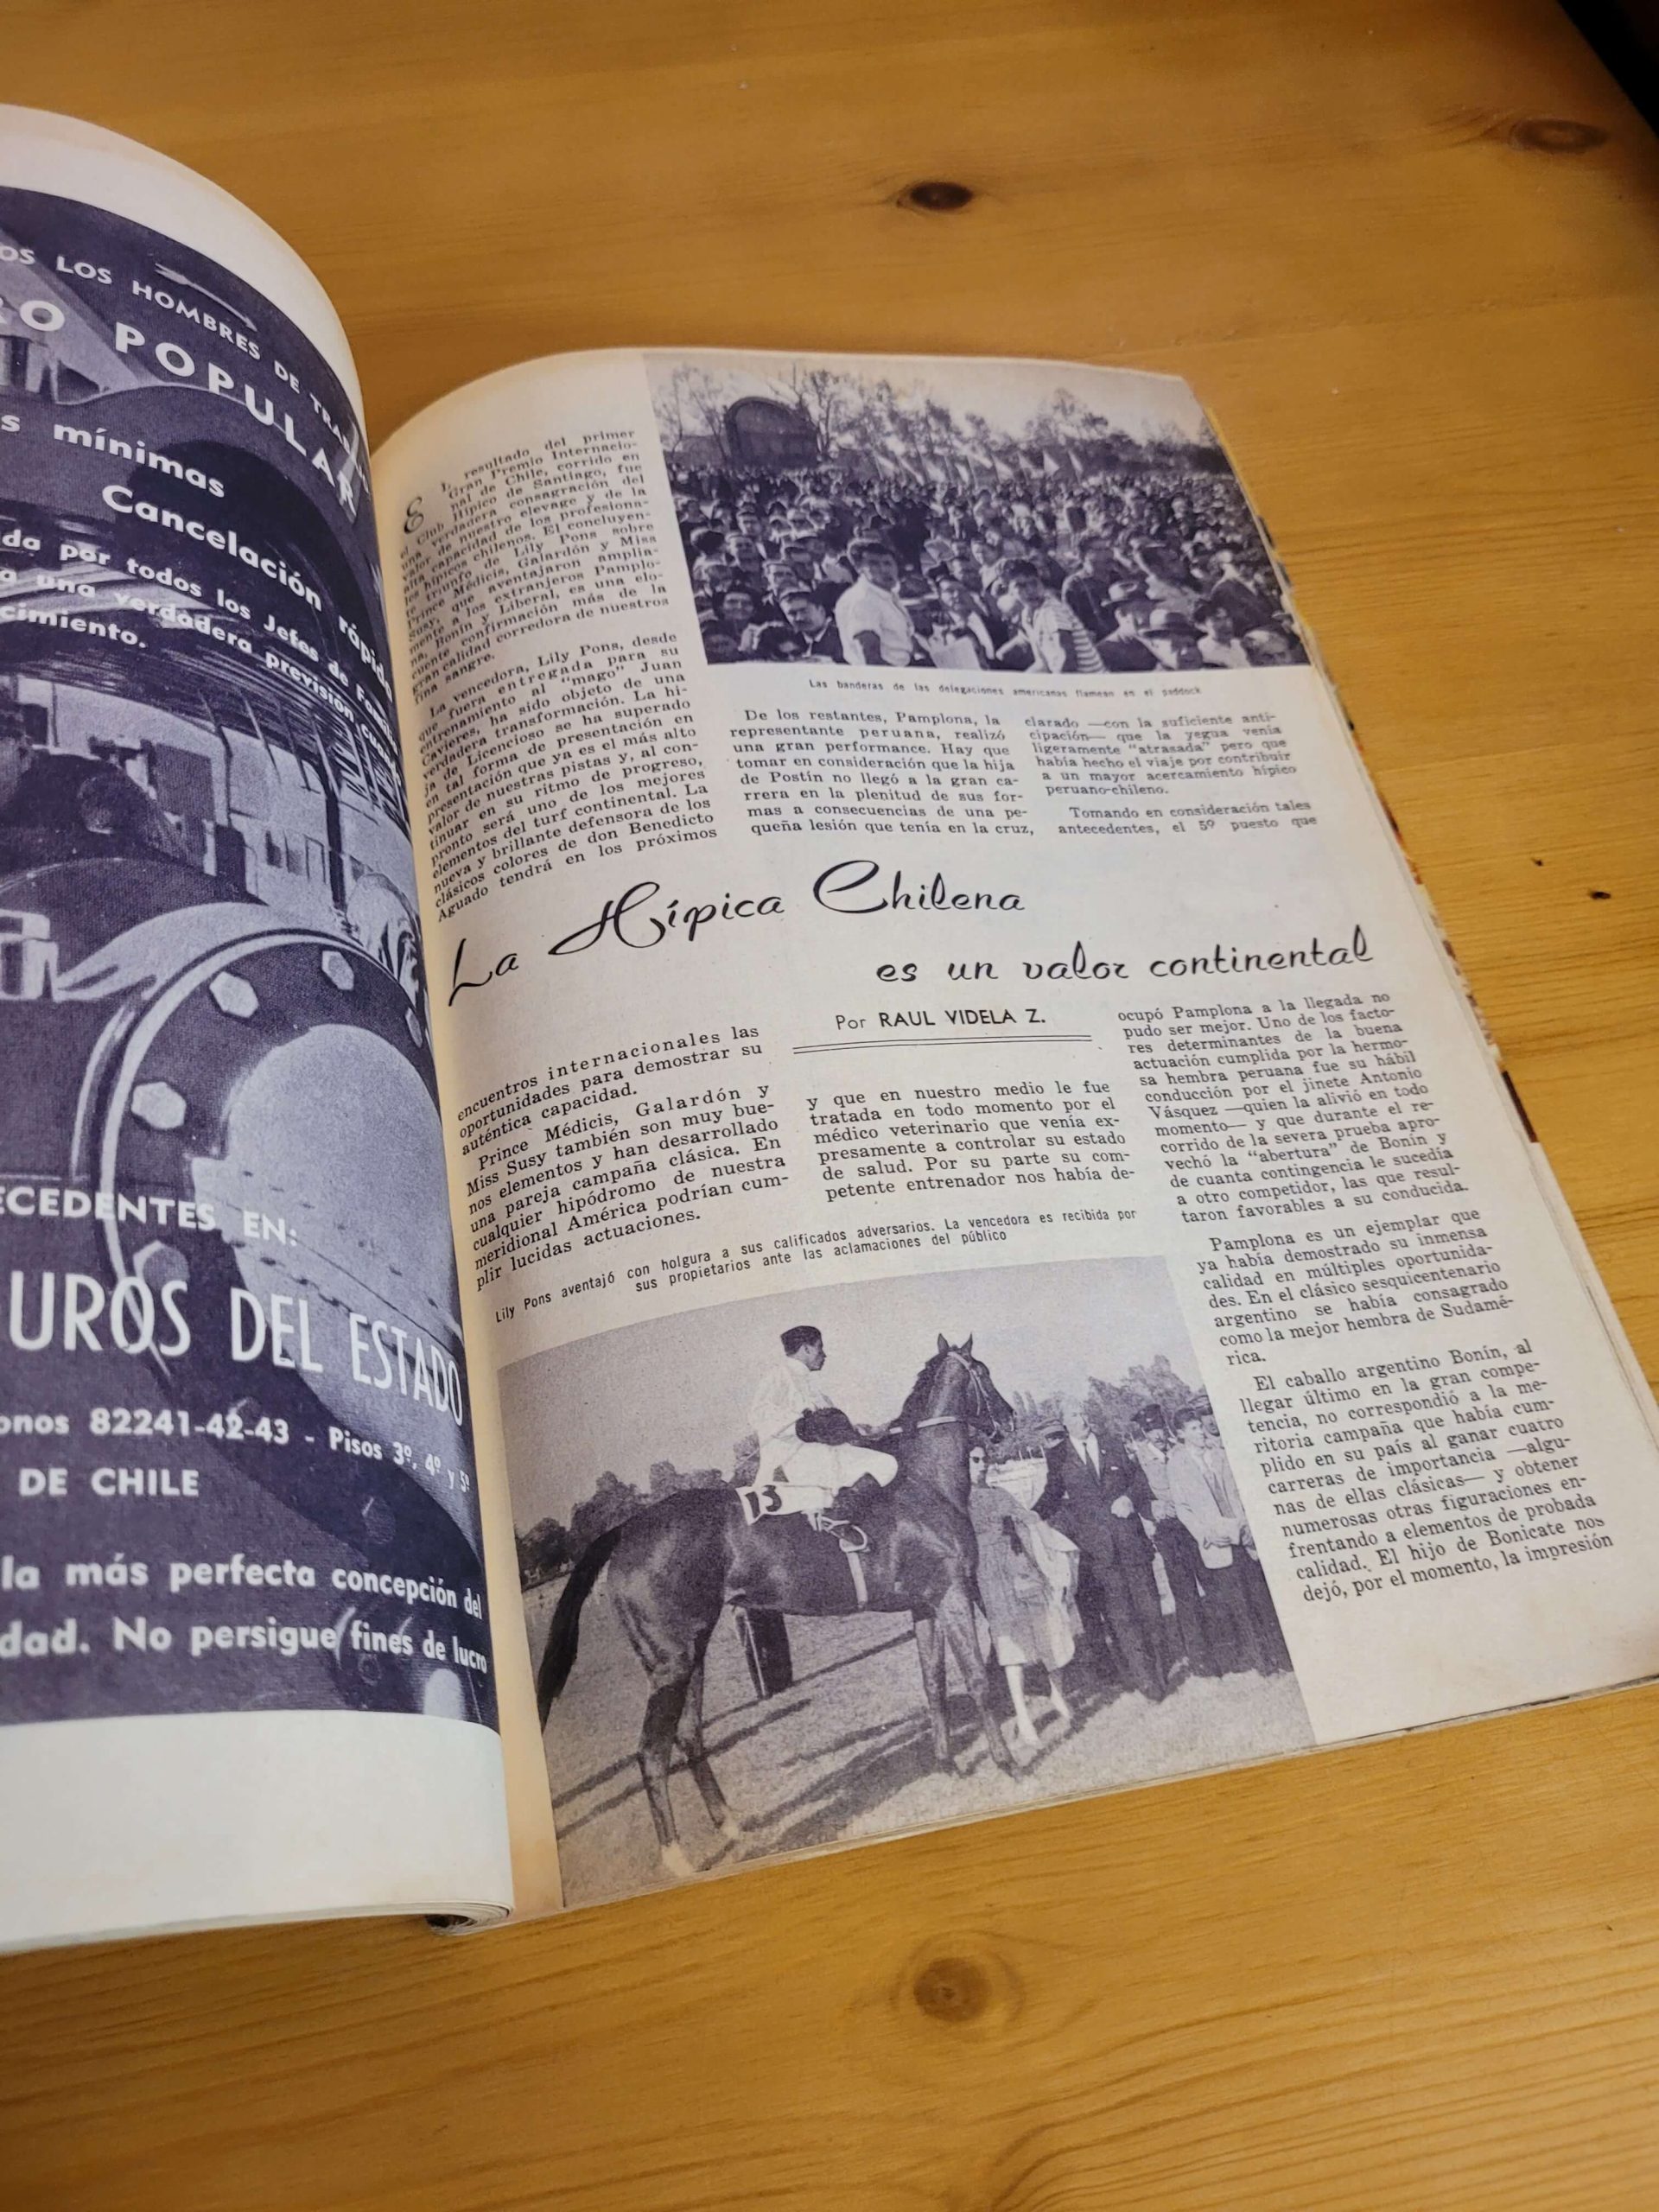 OS LOS HOMBRES DE TRA
RO POPULAR
s mínimas
Cancelación rápida
da por todos los Jefes de
a una verdadera previsión
cimiento.
ECEDENTES EN:
UROS DEL ESTADO
onos 82241-42-43 - Pisos 3º, 4º y 5º
DE CHILE
la más perfecta concepción del
dad. No persigue fines de lucro
El resultado del primer
Gran Premio Internacio-
nal de Chile, corrido en
el Club Hípico de Santiago, fue
una verdadera consagración del
valor de nuestro elevage y de la
alta capacidad de los profesiona-
les hípicos chilenos. El concluyen-
te triunfo de Lily Pons sobre
Prince Médicis, Galardón y Miss
Susy, que aventajaron amplia-
mente a los extranjeros Pamplo-
na, Bonín y Liberal, es una elo-
cuente confirmación más de la
gran calidad corredora de nuestros
fina sangre.
La vencedora, Lily Pons, desde
que fuera entregada para su
entrenamiento al "mago" Juan
Cavieres, ha sido objeto de una
verdadera transformación. La hi-
ja de Licencioso se ha superado
en tal forma de presentación en
presentación que ya es el más alto
valor de nuestras pistas y, al con-
tinuar en su ritmo de progreso,
pronto será uno de los mejores
elementos del turf continental. La
nueva y brillante defensora de los
clásicos colores de don Benedicto
Aguado tendrá en los próximos
Las banderas de las delegaciones americanas flamean en el paddock
De los restantes, Pamplona, la
representante peruana, realizó
una gran performance. Hay que
tomar en consideración que la hija
de Postín no llegó a la gran ca-
rrera en la plenitud de sus for-
mas a consecuencias de una pe-
queña lesión que tenía en la cruz,
clarado —con la suficiente anti-
cipación— que la yegua venía
ligeramente "atrasada" pero que
había hecho el viaje por contribuir
a un mayor acercamiento hípico
peruano-chileno.
Tomando en consideración tales
antecedentes, el 5º puesto que
La Hípica Chilena
es un valor continental
Por RAUL VIDELA Z.
encuentros internacionales las
oportunidades para demostrar su
auténtica capacidad.
Prince Médicis, Galardón y
Miss Susy también son muy bue-
nos elementos y han desarrollado
una pareja campaña clásica. En
cualquier hipódromo de nuestra
meridional América podrían cum-
plir lucidas actuaciones.
y que en nuestro medio le fue
tratada en todo momento por el
médico veterinario que venía ex-
presamente a controlar su estado
de salud. Por su parte su com-
petente entrenador nos había de-
ocupó Pamplona a la llegada no
pudo ser mejor. Uno de los facto-
res determinantes de la buena
actuación cumplida por la hermo-
sa hembra peruana fue su hábil
conducción por el jinete Antonio
Vásquez —quien la alivió en todo
momento— y que durante el re-
corrido de la severa prueba apro-
vechó la "abertura" de Bonín y
de cuanta contingencia le sucedía
a otro competidor, las que resul-
taron favorables a su conducida.
Pamplona es un ejemplar que
ya había demostrado su inmensa
calidad en múltiples oportunida-
des. En el clásico sesquicentenario
argentino se había consagrado
como la mejor hembra de Sudamé-
rica.
El caballo argentino Bonín, al
llegar último en la gran compe-
tencia, no correspondió a la me-
ritoria campaña que había cum-
plido en su país al ganar cuatro
carreras de importancia —algu-
nas de ellas clásicas— y obtener
numerosas otras figuraciones en-
frentando a elementos de probada
calidad. El hijo de Bonicate nos
dejó, por el momento, la impresión
Lily Pons aventajó con holgura a sus calificados adversarios. La vencedora es recibida por
sus propietarios ante las aclamaciones del público
13